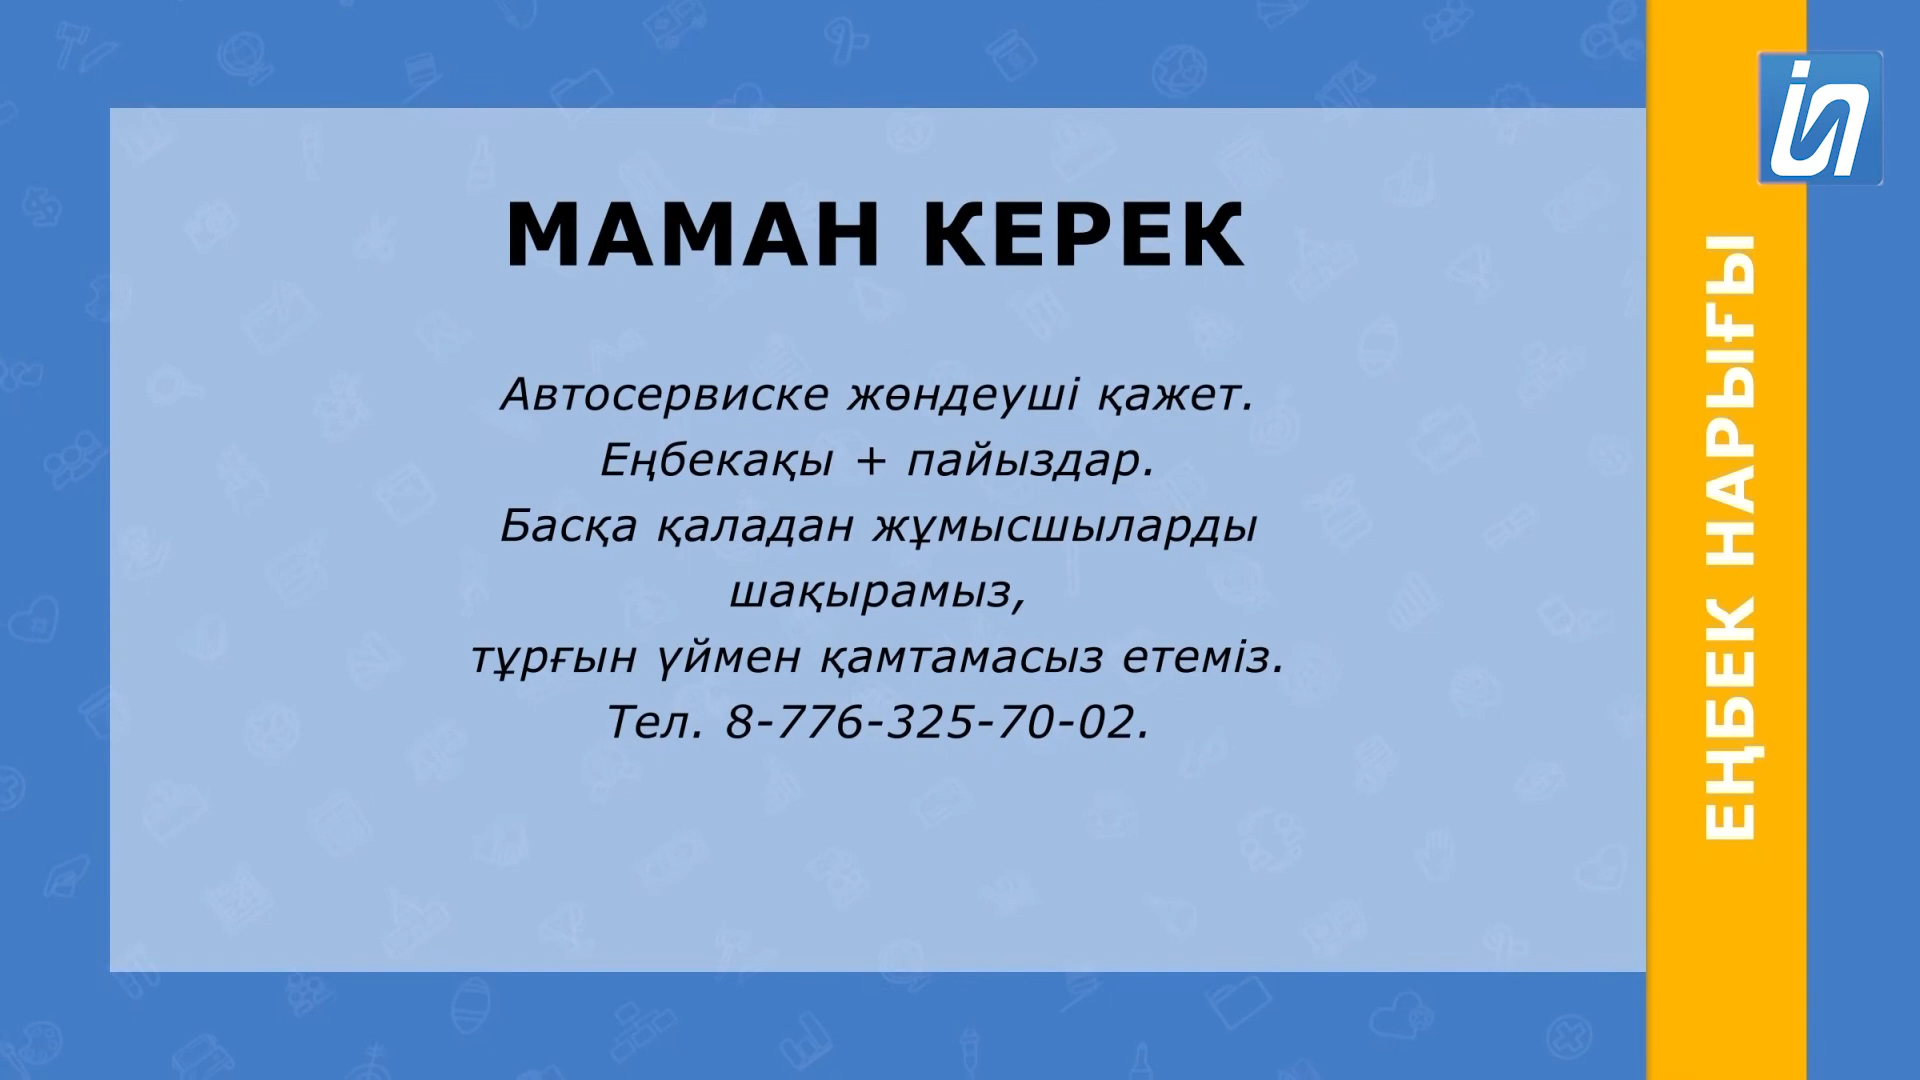 МАМАН КЕРЕК
Автосервиске жөндеуші қажет.
Еңбекақы + пайыздар.
Басқа қаладан жұмысшыларды
шақырамыз,
тұрғын үймен қамтамасыз етеміз.
Тел. 8-776-325-70-02.
ЕҢБЕК НАРЫҒЫ